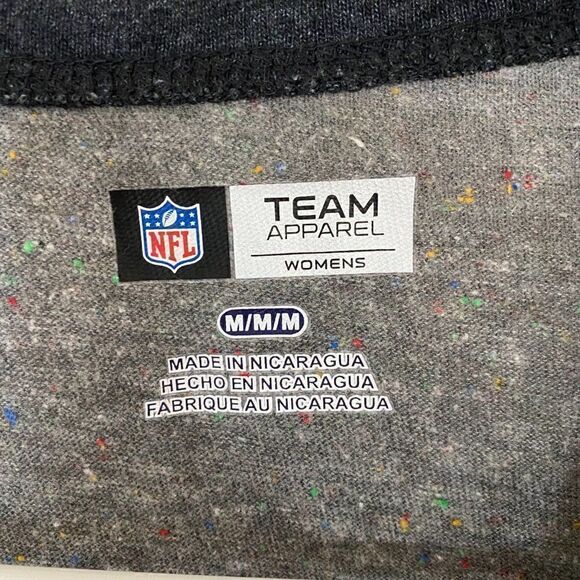 NFL
TEAM
APPAREL
WOMENS
M/M/M
MADE IN NICARAGUA
HECHO EN NICARAGUA
FABRIQUE AU NICARAGUA